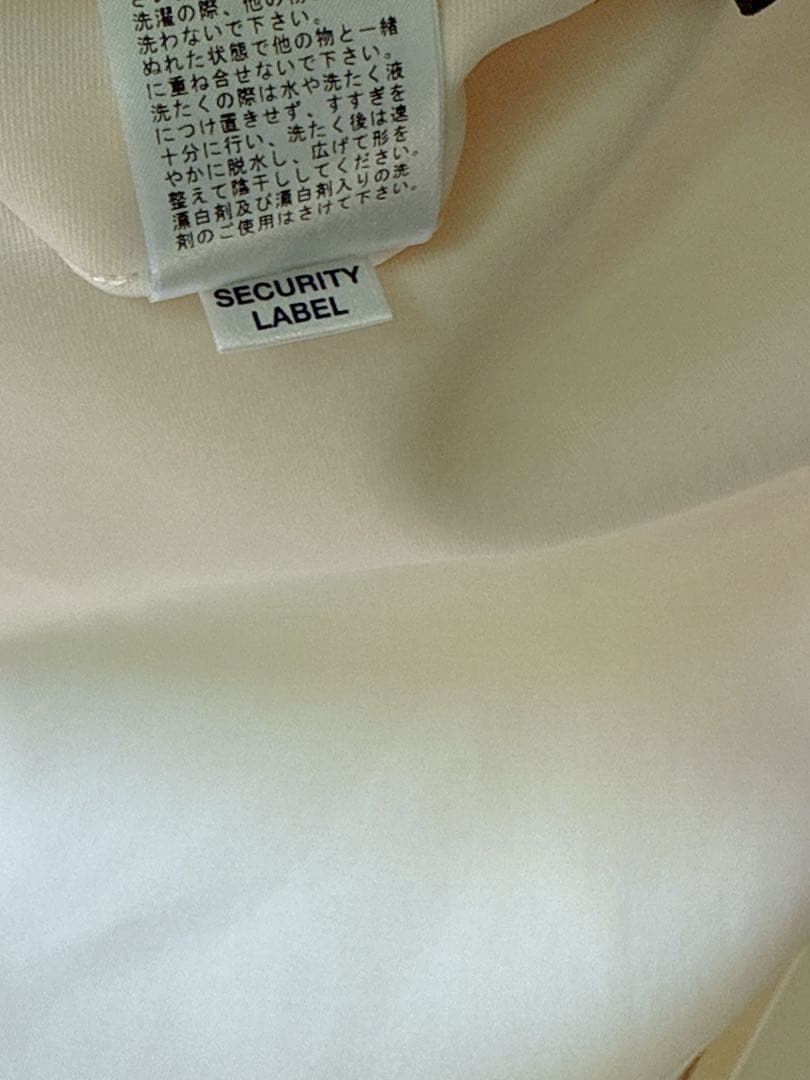 洗濯の際、他の物
洗わないで下さい。
ぬれた状態で他の物と一緒
に重ね合せないで下さい。
洗たくの際は水や洗たく液
につけ置きせず、すすぎを
十分に行い、洗たく後は速
やかに脱水し、広げて形を
整えて陰干ししてください。
漂白剤及び漂白剤入りの洗
剤のご使用はさけて下さい。
SECURITY
LABEL